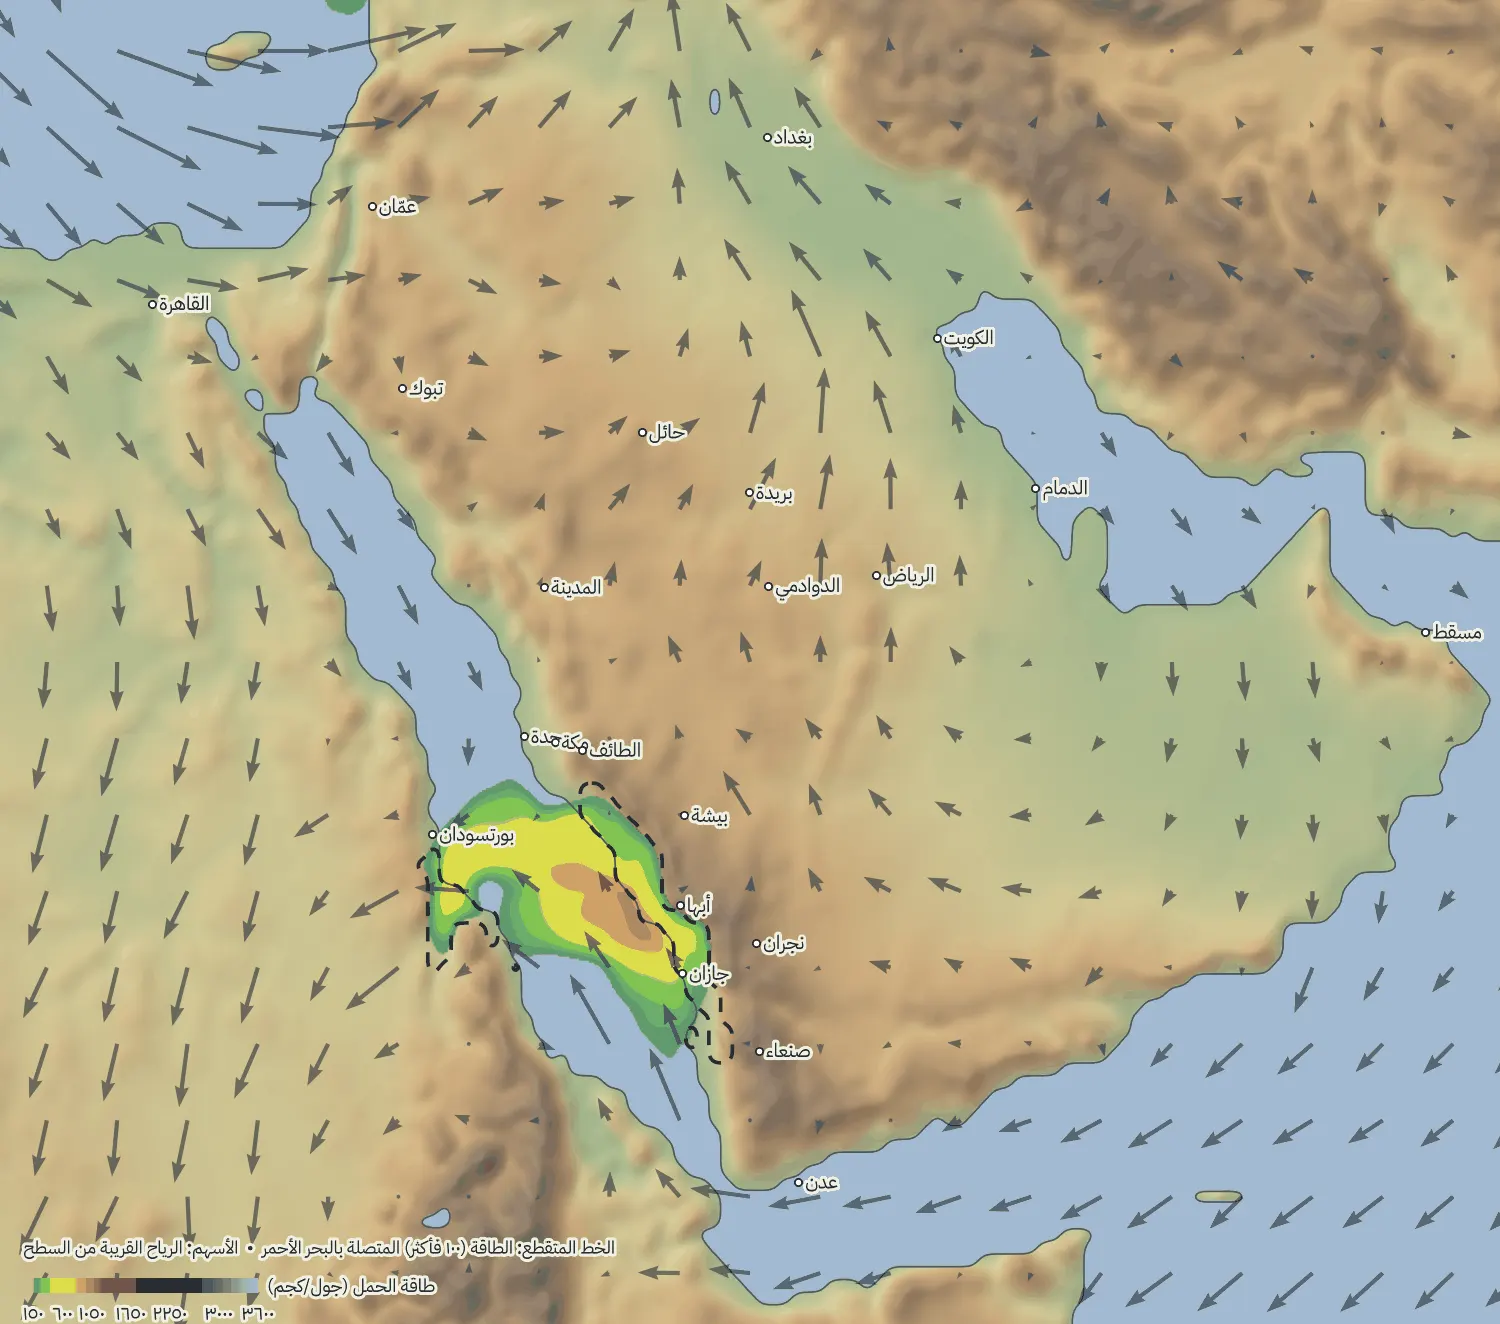 بغداد
عمّان
القاهرة
الكويت
تبوك
حائل
الدمام
بريدة
الرياض
الدوادمي
المدينة
مسقط
جدة
مكة
الطائف
بيشة
بورتسودان
أبها
نجران
جازان
صنعاء
عدن
الخط المتقطع: الطاقة (١٠٠ فأكثر) المتصلة بالبحر الأحمر • الأسهم: الرياح القريبة من السطح
طاقة الحمل (جول/كجم)
١٥٠ ٦٠٠ ١٠٥٠ ١٦٥٠ ٢٢٥٠ ٣٠٠٠ ٣٦٠٠